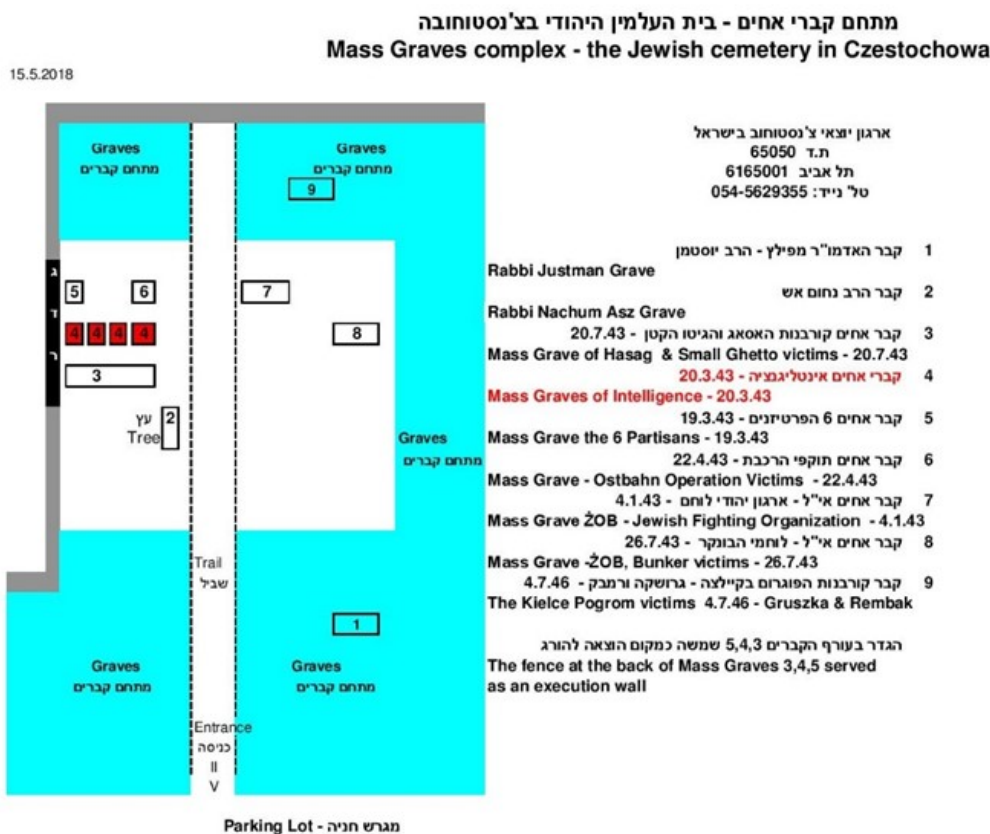 מתחם קברי אחים - בית העלמין היהודי בצ'נסטוחובה
Mass Graves complex - the Jewish cemetery in Czestochowa
15.5.2018
ארגון יוצאי צ'נסטוחוב בישראל
ת.ד 65050
תל אביב 6165001
טל' נייד: 054-5629355
Graves
מתחם קברים
Graves
מתחם קברים
9
ג
ד
ר
5
6
7
4
4
4
4
8
3
עץ
Tree
2
Graves
מתחם קברים
Trail
שביל
1
Graves
מתחם קברים
Graves
מתחם קברים
Entrance
כניסה
II
V
Parking Lot - מגרש חניה
1 קבר האדמו"ר מפילץ - הרב יוסטמן
Rabbi Justman Grave
2 קבר הרב נחום אש
Rabbi Nachum Asz Grave
3 קבר אחים קורבנות האסאג והגיטו הקטן - 20.7.43
Mass Grave of Hasag & Small Ghetto victims - 20.7.43
4 קברי אחים אינטליגנציה - 20.3.43
Mass Graves of Intelligence - 20.3.43
5 קבר אחים 6 הפרטיזנים - 19.3.43
Mass Grave the 6 Partisans - 19.3.43
6 קבר אחים תוקפי הרכבת - 22.4.43
Mass Grave - Ostbahn Operation Victims - 22.4.43
7 קבר אחים אי"ל - ארגון יהודי לוחם - 4.1.43
Mass Grave ŻOB - Jewish Fighting Organization - 4.1.43
8 קבר אחים אי"ל - לוחמי הבונקר - 26.7.43
Mass Grave -ŻOB, Bunker victims - 26.7.43
9 קבר קורבנות הפוגרום בקיילצה - גרושקה ורמבק - 4.7.46
The Kielce Pogrom victims 4.7.46 - Gruszka & Rembak
הגדר בעורף הקברים 5,4,3 שמשה כמקום הוצאה להורג
The fence at the back of Mass Graves 3,4,5 served
as an execution wall